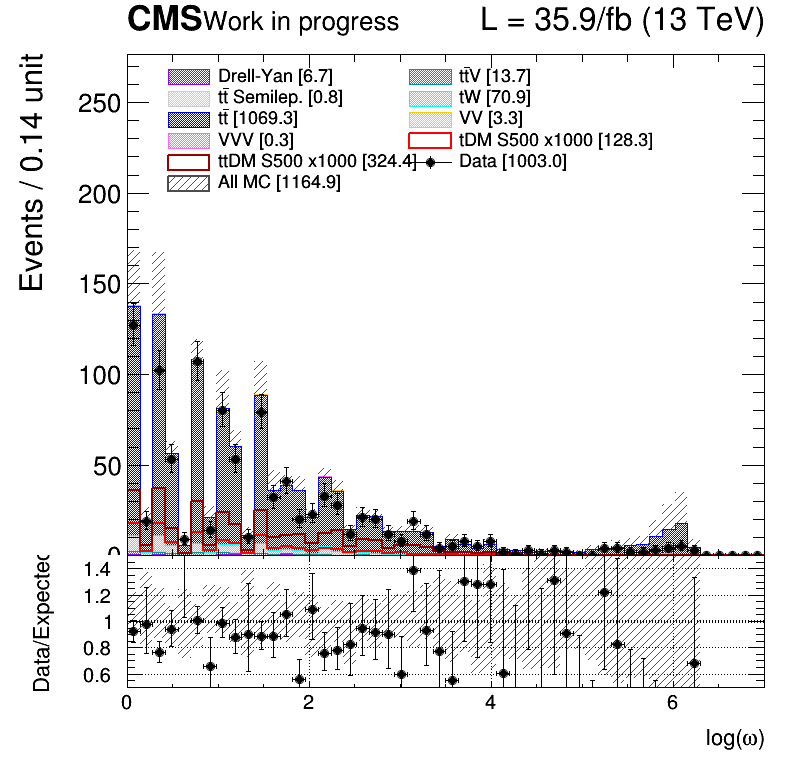 CMS Work in progress L = 35.9/fb (13 TeV)
Events / 0.14 unit
250
200
150
100
50
0
Drell-Yan [6.7]
tt̄ Semilep. [0.8]
tt̄ [1069.3]
VVV [0.3]
ttDM S500 x1000 [324.4]
All MC [1164.9]
tt̄V [13.7]
tW [70.9]
VV [3.3]
tDM S500 x1000 [128.3]
Data [1003.0]
Data/Expected
1.4
1.2
1
0.8
0.6
0 2 4 6
log(ω)